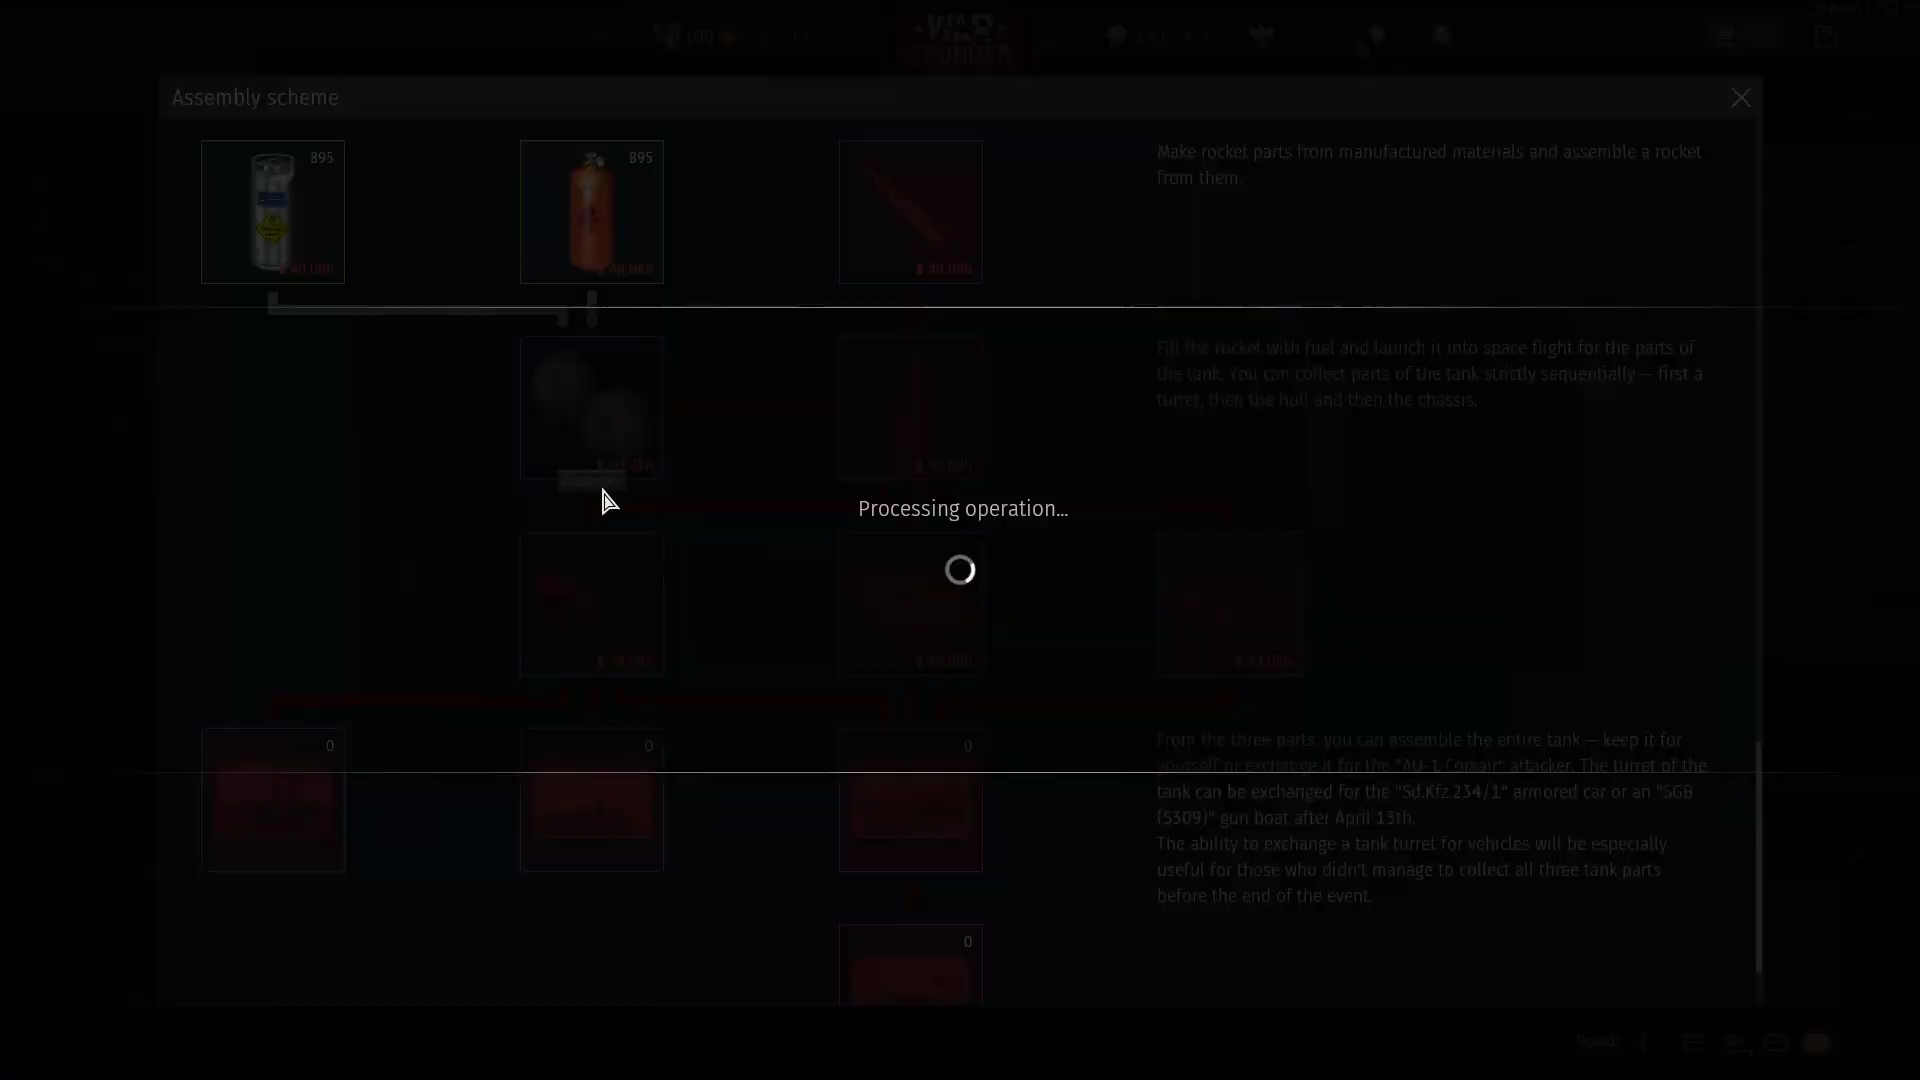 100
WAR
THUNDER
Assembly scheme
895
895
Make rocket parts from manufactured materials and assemble a rocket
from them.
Fill the rocket with fuel and launch it into space flight for the parts of
the tank. You can collect parts of the tank strictly sequentially — first a
turret, then the hull and then the chassis.
Processing operation...
0
0
0
From the three parts, you can assemble the entire tank — keep it for
yourself or exchange it for the "AU-1 Corsair" attacker. The turret of the
tank can be exchanged for the "Sd.Kfz.234/1" armored car or an "SGB
(S309)" gun boat after April 13th.
The ability to exchange a tank turret for vehicles will be especially
useful for those who didn't manage to collect all three tank parts
before the end of the event.
0
Squad: